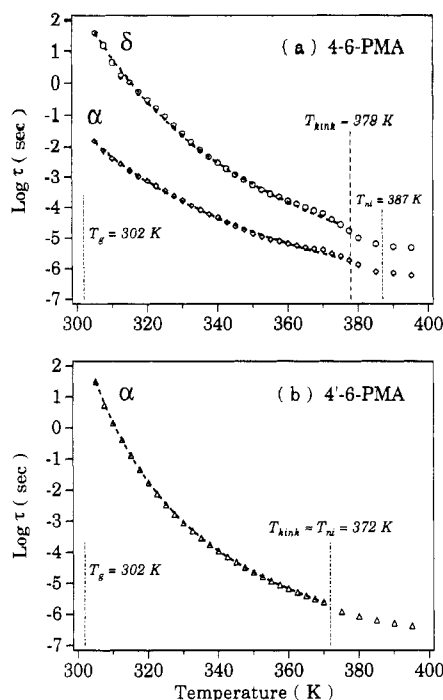 2
1
0
-1
-2
-3
-4
-5
-6
-7
Log τ ( sec )
δ
α
( a ) 4-6-PMA
T_kink ~ 378 K
T_ni = 387 K
T_g = 302 K
300
320
340
360
380
400
2
1
0
-1
-2
-3
-4
-5
-6
-7
Log τ ( sec )
α
( b ) 4'-6-PMA
T_kink ≈ T_ni = 372 K
T_g = 302 K
300
320
340
360
380
400
Temperature ( K )